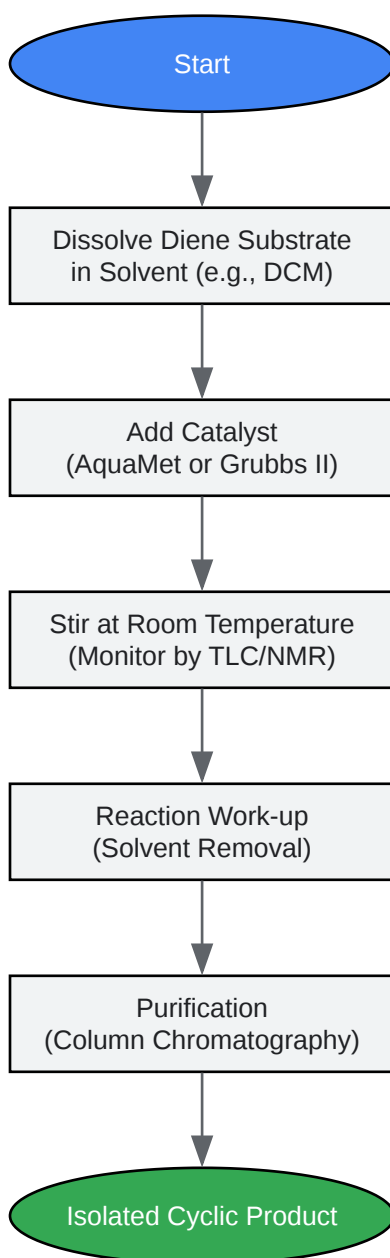 Start
Dissolve Diene Substrate
in Solvent (e.g., DCM)
Add Catalyst
(AquaMet or Grubbs II)
Stir at Room Temperature
(Monitor by TLC/NMR)
Reaction Work-up
(Solvent Removal)
Purification
(Column Chromatography)
Isolated Cyclic Product